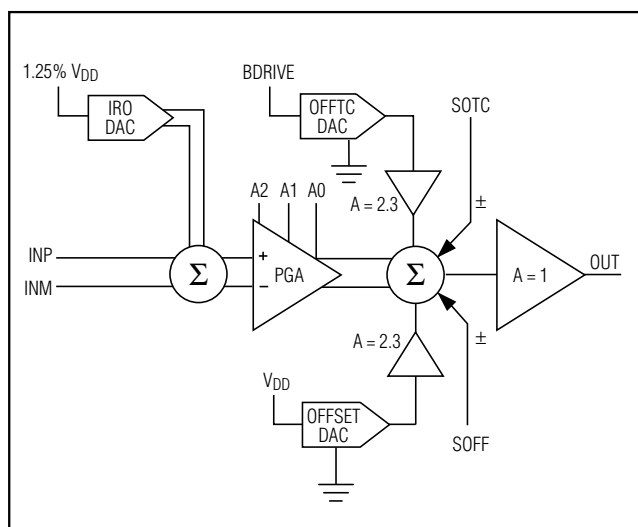 1.25% VDD
IRO
DAC
BDRIVE
OFFTC
DAC
SOTC
A = 2.3
±
A2
A1
A0
INP
INM
Σ
+
−
PGA
Σ
A = 1
OUT
A = 2.3
±
VDD
OFFSET
DAC
SOFF